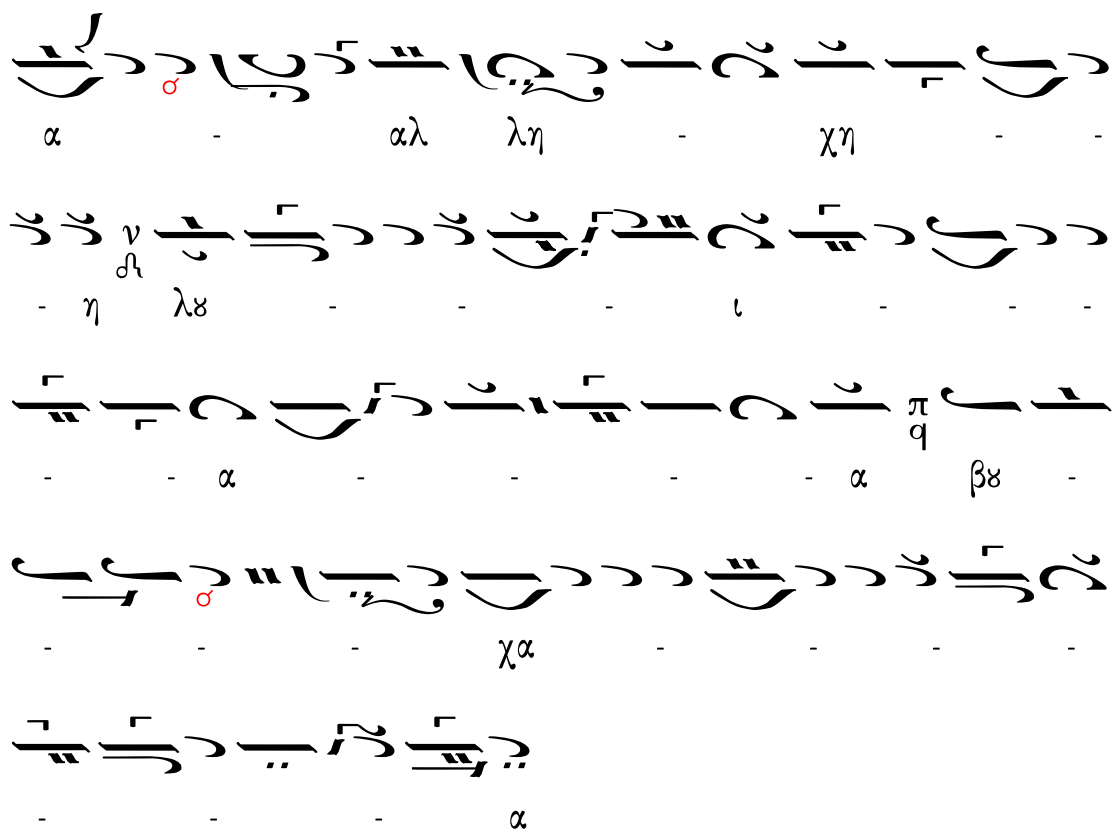 α - αλ λη - χη - -
ν
- η λȣ - - - ι - - -
π
q
- - α - - - - α βȣ -
- - - χα - - - -
- - - α